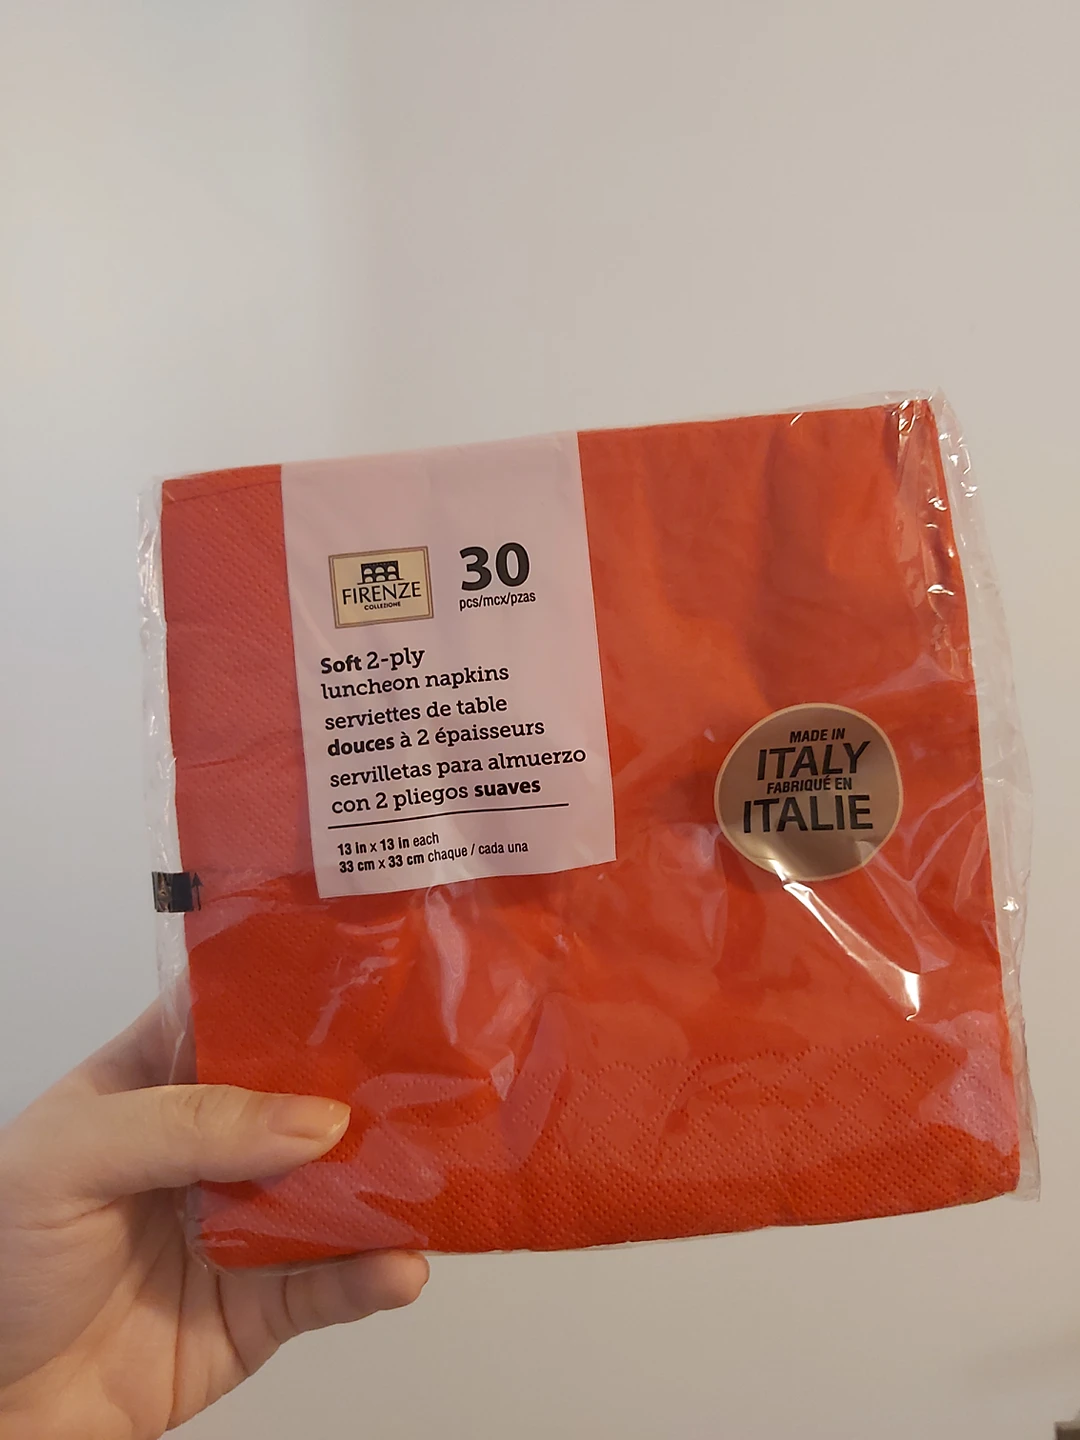 FIRENZE
COLLEZIONE
30
pcs/mcx/pzas
Soft 2-ply
luncheon napkins
serviettes de table
douces à 2 épaisseurs
servilletas para almuerzo
con 2 pliegos suaves
13 in x 13 in each
33 cm x 33 cm chaque / cada una
MADE IN
ITALY
FABRIQUÉ EN
ITALIE